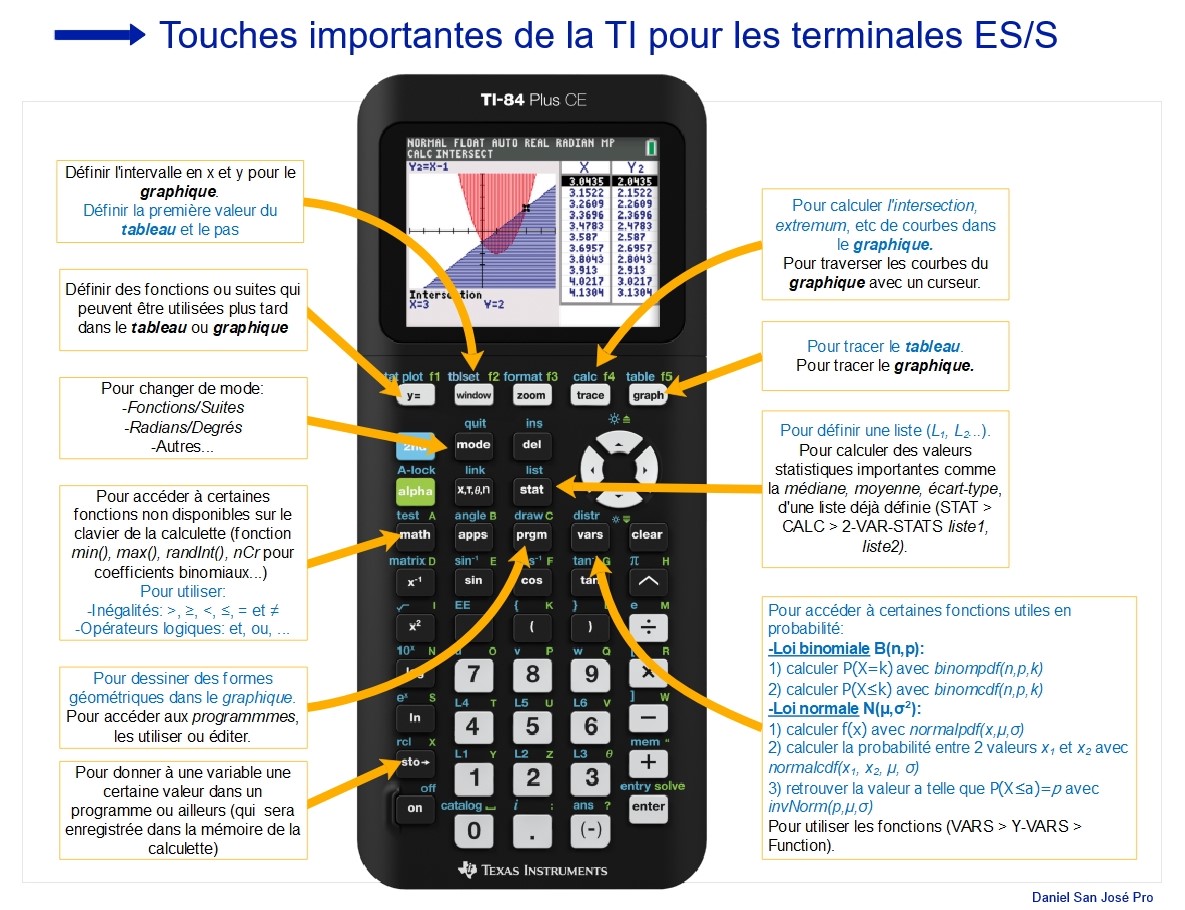 Touches importantes de la TI pour les terminales ES/S
TI-84 Plus CE
NORMAL FLOAT AUTO REAL RADIAN MP
CALC INTERSECT
Y2=X-1
X Y2
3.0435 2.0435
3.1522 2.1522
3.2609 2.2609
3.3696 2.3696
3.4783 2.4783
3.587 2.587
3.6957 2.6957
3.8043 2.8043
3.913 2.913
4.0217 3.0217
4.1304 3.1304
Intersection
X=3 Y=2
Définir l'intervalle en x et y pour le
graphique.
Définir la première valeur du
tableau et le pas
Définir des fonctions ou suites qui
peuvent être utilisées plus tard
dans le tableau ou graphique
Pour changer de mode:
-Fonctions/Suites
-Radians/Degrés
-Autres...
Pour accéder à certaines
fonctions non disponibles sur le
clavier de la calculette (fonction
min(), max(), randInt(), nCr pour
coefficients binomiaux...)
Pour utiliser:
-Inégalités: >, ≥, <, ≤, = et ≠
-Opérateurs logiques: et, ou, ...
Pour dessiner des formes
géométriques dans le graphique.
Pour accéder aux programmmes,
les utiliser ou éditer.
Pour donner à une variable une
certaine valeur dans un
programme ou ailleurs (qui sera
enregistrée dans la mémoire de la
calculette)
tat plot f1 tblset f2 format f3 calc f4 table f5
y= window zoom trace graph
quit ins
2nd mode del
A-lock link list
alpha X,T,θ,n stat
test A angle B draw C distr
math apps prgm vars clear
matrix D sin⁻¹ E s⁻¹ F tan⁻¹ G π H
x⁻¹ sin cos tan ^
√ I EE { K } L e M
x² , ( ) ÷
10ˣ N u O v P w Q [ R
log 7 8 9 ×
eˣ S L4 T L5 U L6 V ] W
ln 4 5 6 −
rcl X L1 Y L2 Z L3 θ mem "
sto→ 1 2 3 +
off catalog i : ans ? entry solve
on 0 . (-) enter
TEXAS INSTRUMENTS
Pour calculer l'intersection,
extremum, etc de courbes dans
le graphique.
Pour traverser les courbes du
graphique avec un curseur.
Pour tracer le tableau.
Pour tracer le graphique.
Pour définir une liste (L₁, L₂...).
Pour calculer des valeurs
statistiques importantes comme
la médiane, moyenne, écart-type,
d'une liste déjà définie (STAT >
CALC > 2-VAR-STATS liste1,
liste2).
Pour accéder à certaines fonctions utiles en
probabilité:
-Loi binomiale B(n,p):
1) calculer P(X=k) avec binompdf(n,p,k)
2) calculer P(X≤k) avec binomcdf(n,p,k)
-Loi normale N(μ,σ²):
1) calculer f(x) avec normalpdf(x,μ,σ)
2) calculer la probabilité entre 2 valeurs x₁ et x₂ avec
normalcdf(x₁, x₂, μ, σ)
3) retrouver la valeur a telle que P(X≤a)=p avec
invNorm(p,μ,σ)
Pour utiliser les fonctions (VARS > Y-VARS >
Function).
Daniel San José Pro